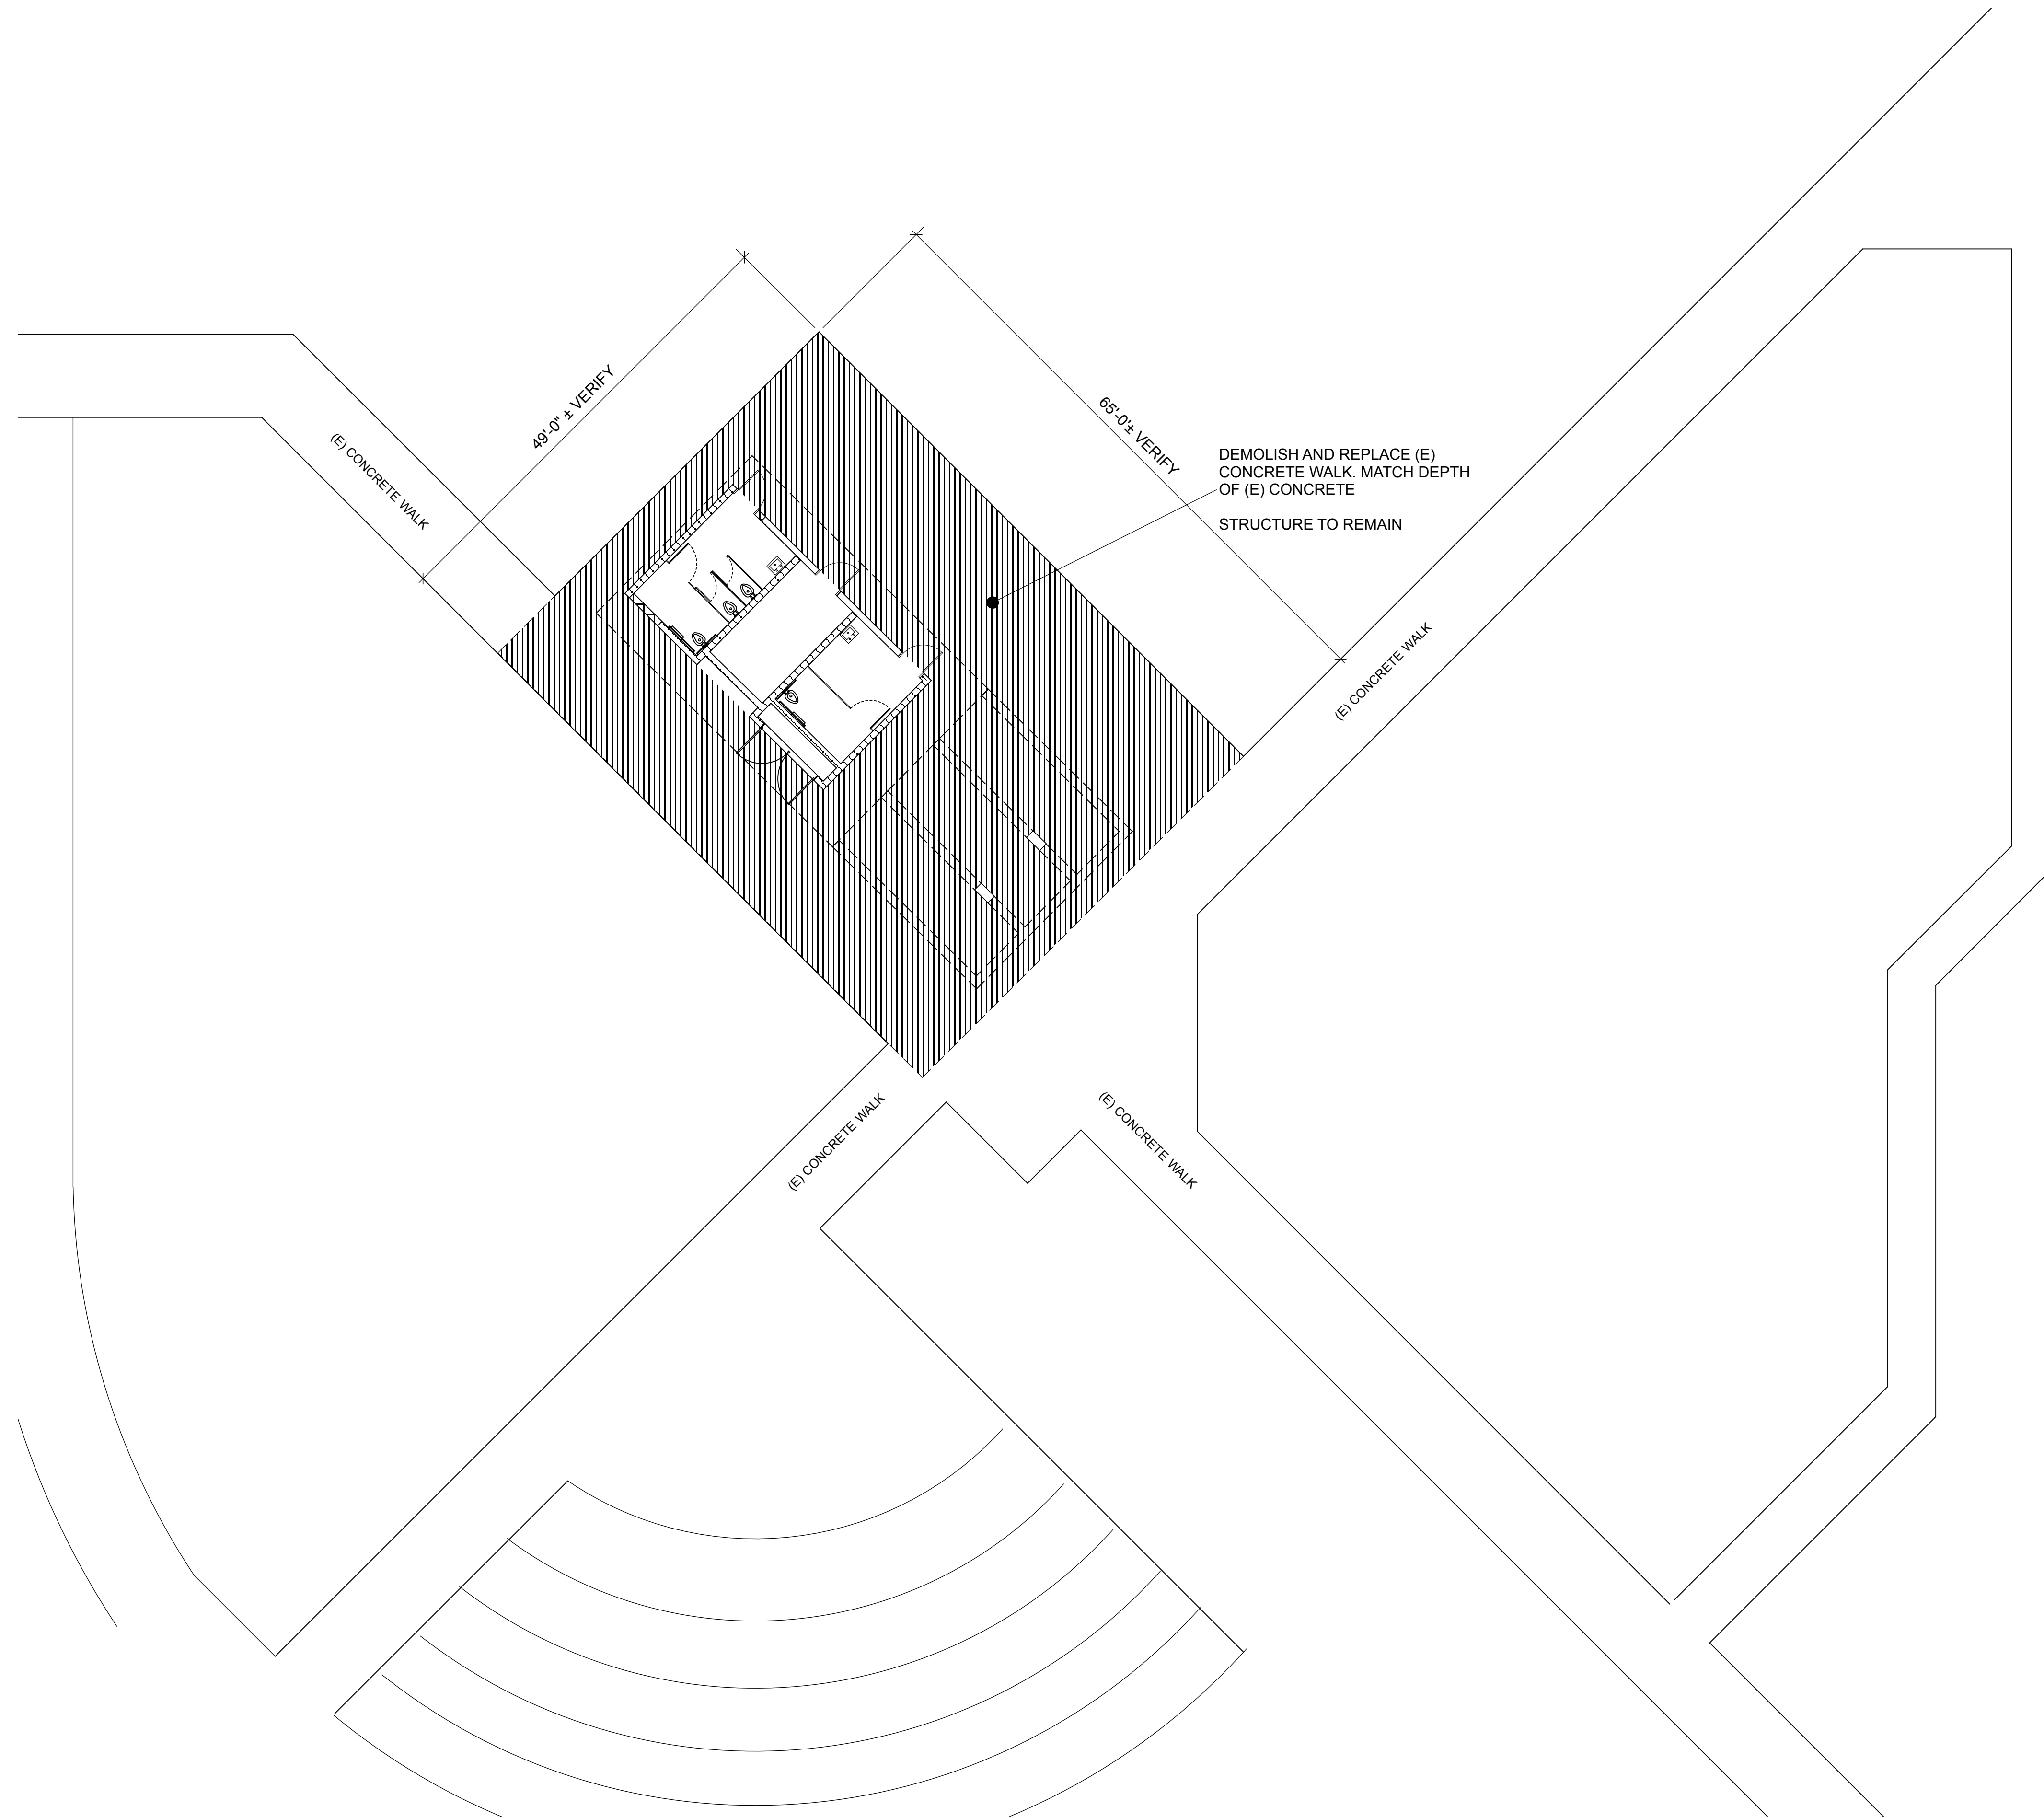 49'-0" ± VERIFY
65'-0'± VERIFY
(E) CONCRETE WALK
DEMOLISH AND REPLACE (E)
CONCRETE WALK. MATCH DEPTH
OF (E) CONCRETE
STRUCTURE TO REMAIN
(E) CONCRETE WALK
(E) CONCRETE WALK
(E) CONCRETE WALK